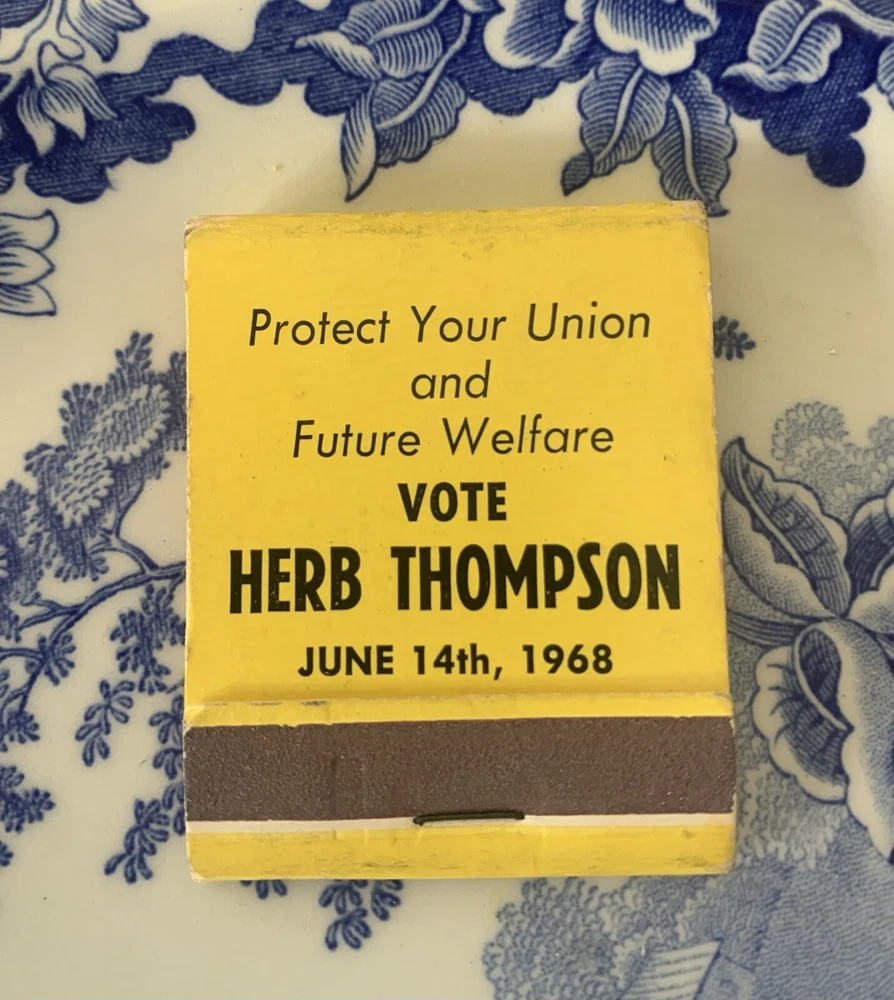 Protect Your Union
and
Future Welfare
VOTE
HERB THOMPSON
JUNE 14th, 1968